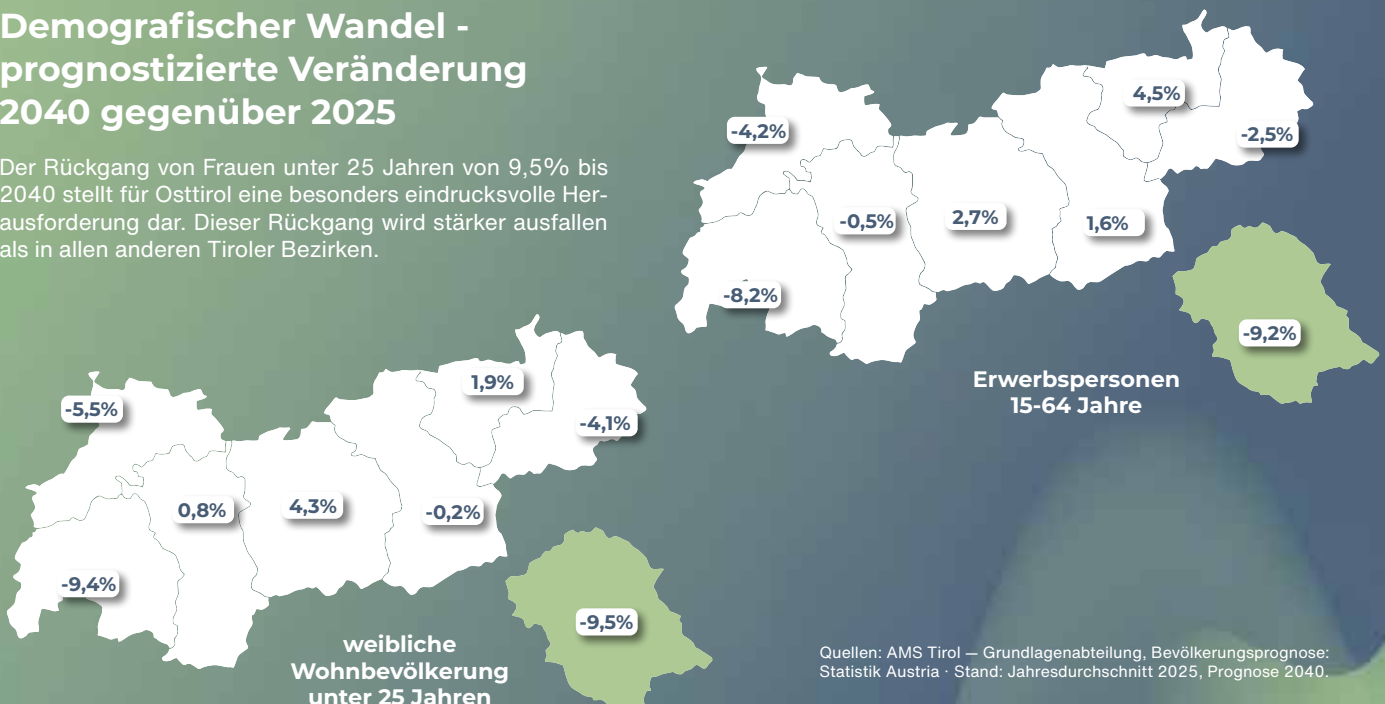 Demografischer Wandel -
prognostizierte Veränderung
2040 gegenüber 2025
Der Rückgang von Frauen unter 25 Jahren von 9,5% bis
2040 stellt für Osttirol eine besonders eindrucksvolle Her-
ausforderung dar. Dieser Rückgang wird stärker ausfallen
als in allen anderen Tiroler Bezirken.
4,5%
-4,2%
-2,5%
-0,5%
2,7%
1,6%
-8,2%
-9,2%
Erwerbspersonen
15-64 Jahre
1,9%
-5,5%
-4,1%
0,8%
4,3%
-0,2%
-9,4%
-9,5%
weibliche
Wohnbevölkerung
unter 25 Jahren
Quellen: AMS Tirol — Grundlagenabteilung, Bevölkerungsprognose:
Statistik Austria · Stand: Jahresdurchschnitt 2025, Prognose 2040.